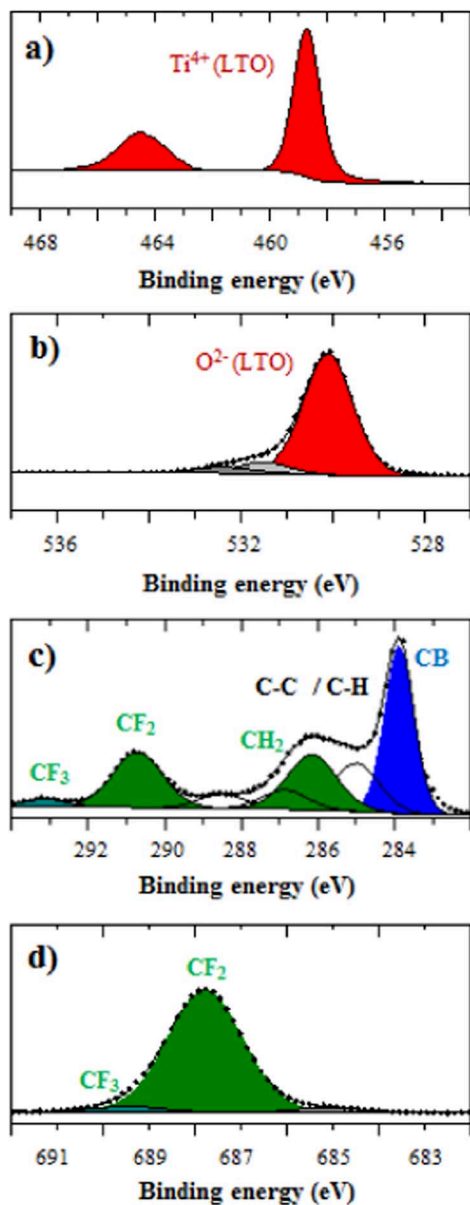 a)
Ti⁴⁺ (LTO)
468 464 460 456
Binding energy (eV)
b)
O²⁻ (LTO)
536 532 528
Binding energy (eV)
c)
CB
C-C / C-H
CF₂
CH₂
CF₃
292 290 288 286 284
Binding energy (eV)
d)
CF₂
CF₃
691 689 687 685 683
Binding energy (eV)